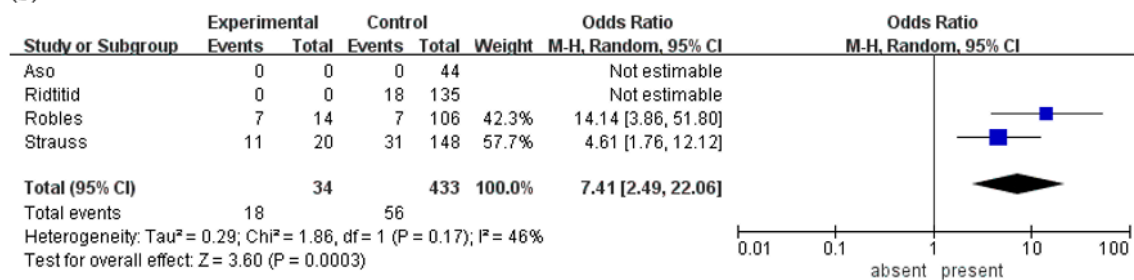 Experimental Control Odds Ratio Odds Ratio
Study or Subgroup Events Total Events Total Weight M-H, Random, 95% CI M-H, Random, 95% CI
Aso 0 0 0 44 Not estimable
Ridtitid 0 0 18 135 Not estimable
Robles 7 14 7 106 42.3% 14.14 [3.86, 51.80]
Strauss 11 20 31 148 57.7% 4.61 [1.76, 12.12]
Total (95% CI) 34 433 100.0% 7.41 [2.49, 22.06]
Total events 18 56
Heterogeneity: Tau² = 0.29; Chi² = 1.86, df = 1 (P = 0.17); I² = 46%
Test for overall effect: Z = 3.60 (P = 0.0003)
0.01 0.1 1 10 100
absent present